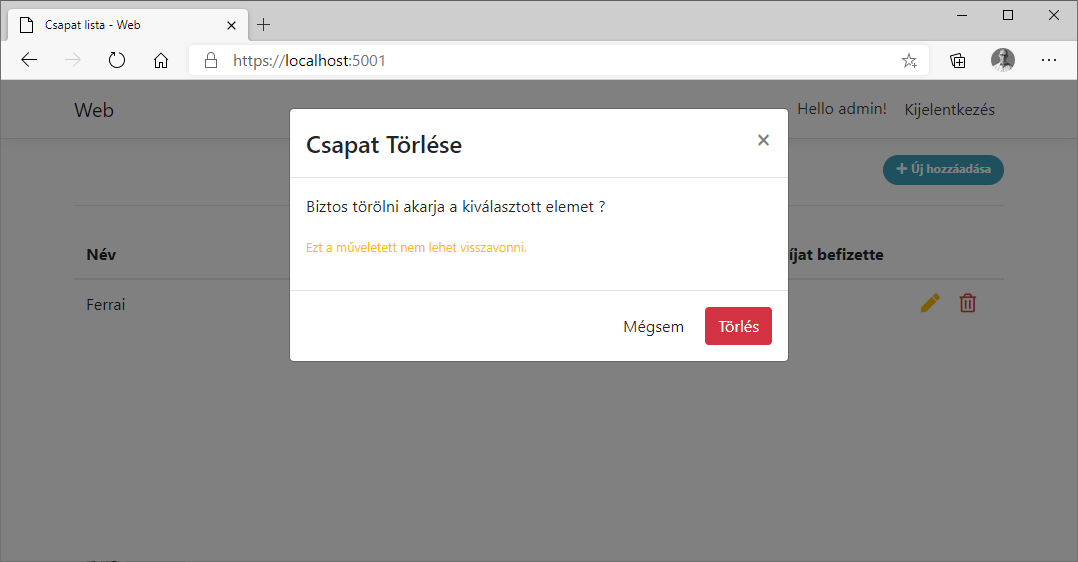 Csapat lista - Web
https://localhost:5001
Web
Hello admin!
Kijelentkezés
Csapat Törlése
×
Új hozzáadása
Biztos törölni akarja a kiválasztott elemet ?
Ezt a műveletett nem lehet visszavonni.
Név
íjat befizette
Ferrai
Mégsem
Törlés